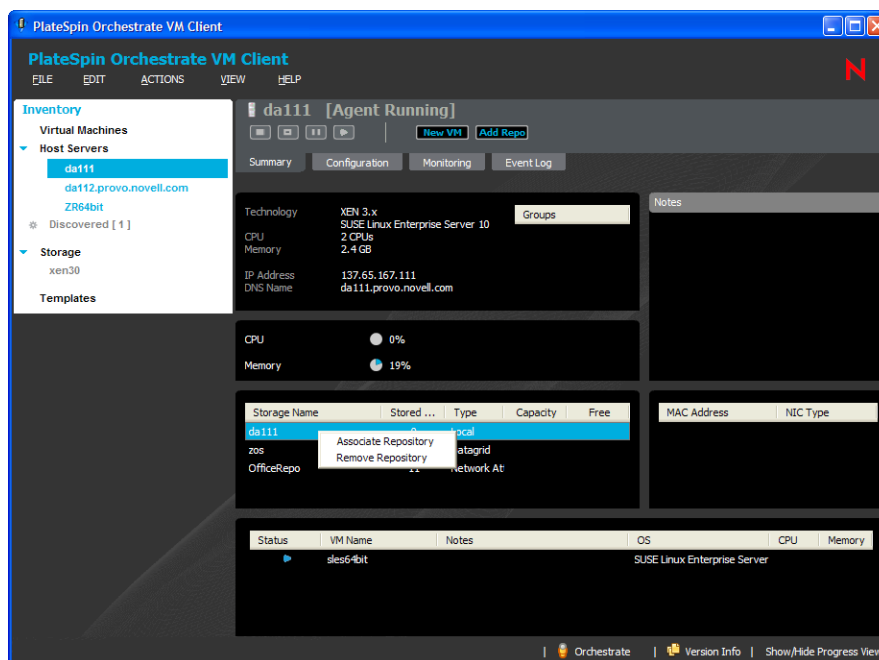 PlateSpin Orchestrate VM Client
PlateSpin Orchestrate VM Client
FILE EDIT ACTIONS VIEW HELP
N
Inventory
Virtual Machines
Host Servers
da111
da112.provo.novell.com
ZR64bit
Discovered [ 1 ]
Storage
xen30
Templates
da111 [Agent Running]
New VM Add Repo
Summary Configuration Monitoring Event Log
Technology XEN 3.x
SUSE Linux Enterprise Server 10
CPU 2 CPUs
Memory 2.4 GB
IP Address 137.65.167.111
DNS Name da111.provo.novell.com
Groups
Notes
CPU 0%
Memory 19%
Storage Name Stored ... Type Capacity Free
da111 ocal
zos atagrid
OfficeRepo 11 Network At
Associate Repository
Remove Repository
MAC Address NIC Type
Status VM Name Notes OS CPU Memory
sles64bit SUSE Linux Enterprise Server
Orchestrate | Version Info | Show/Hide Progress View